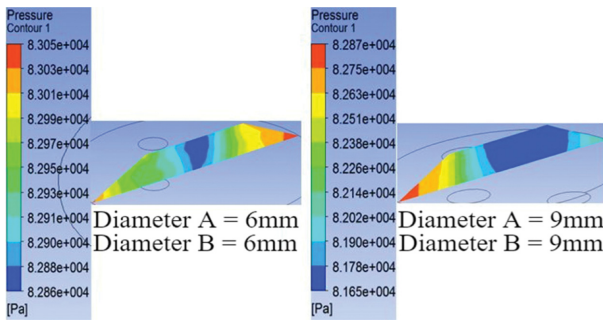 Pressure
Contour 1
8.305e+004
8.303e+004
8.301e+004
8.299e+004
8.297e+004
8.295e+004
8.293e+004
8.291e+004
8.290e+004
8.288e+004
8.286e+004
[Pa]
Diameter A = 6mm
Diameter B = 6mm
Pressure
Contour 1
8.287e+004
8.275e+004
8.263e+004
8.251e+004
8.238e+004
8.226e+004
8.214e+004
8.202e+004
8.190e+004
8.178e+004
8.165e+004
[Pa]
Diameter A = 9mm
Diameter B = 9mm